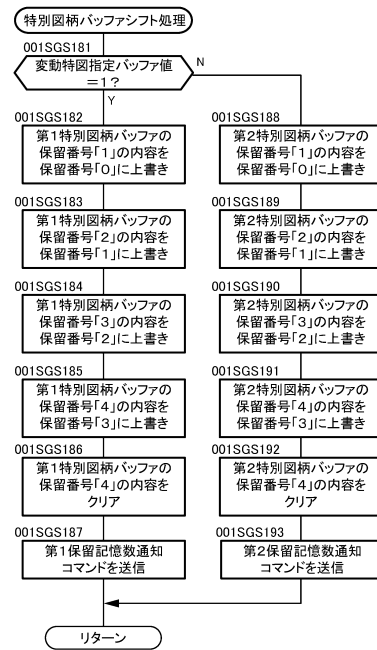 特別図柄バッファシフト処理
001SGS181
変動特図指定バッファ値
＝1？
N
Y
001SGS182
第1特別図柄バッファの
保留番号「1」の内容を
保留番号「0」に上書き
001SGS183
第1特別図柄バッファの
保留番号「2」の内容を
保留番号「1」に上書き
001SGS184
第1特別図柄バッファの
保留番号「3」の内容を
保留番号「2」に上書き
001SGS185
第1特別図柄バッファの
保留番号「4」の内容を
保留番号「3」に上書き
001SGS186
第1特別図柄バッファの
保留番号「4」の内容を
クリア
001SGS187
第1保留記憶数通知
コマンドを送信
001SGS188
第2特別図柄バッファの
保留番号「1」の内容を
保留番号「0」に上書き
001SGS189
第2特別図柄バッファの
保留番号「2」の内容を
保留番号「1」に上書き
001SGS190
第2特別図柄バッファの
保留番号「3」の内容を
保留番号「2」に上書き
001SGS191
第2特別図柄バッファの
保留番号「4」の内容を
保留番号「3」に上書き
001SGS192
第2特別図柄バッファの
保留番号「4」の内容を
クリア
001SGS193
第2保留記憶数通知
コマンドを送信
リターン